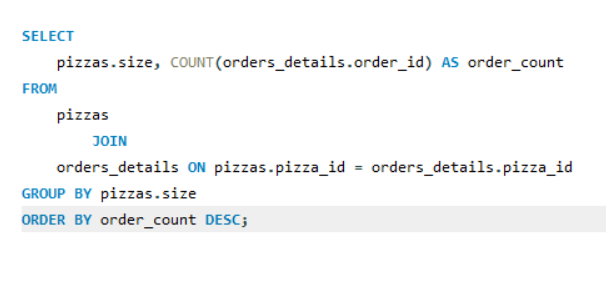 SELECT
pizzas.size, COUNT(orders_details.order_id) AS order_count
FROM
pizzas
JOIN
orders_details ON pizzas.pizza_id = orders_details.pizza_id
GROUP BY pizzas.size
ORDER BY order_count DESC;